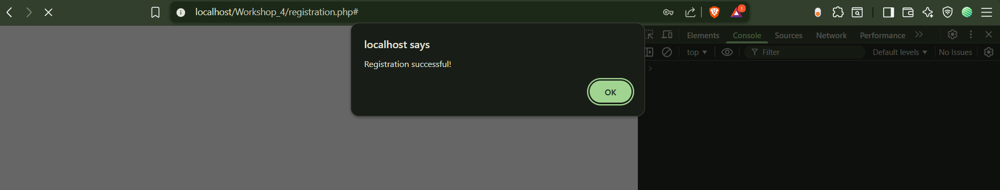 localhost/Workshop_4/registration.php#
1
localhost says
Registration successful!
OK
Elements Console Sources Network Performance
top Filter Default levels No Issues